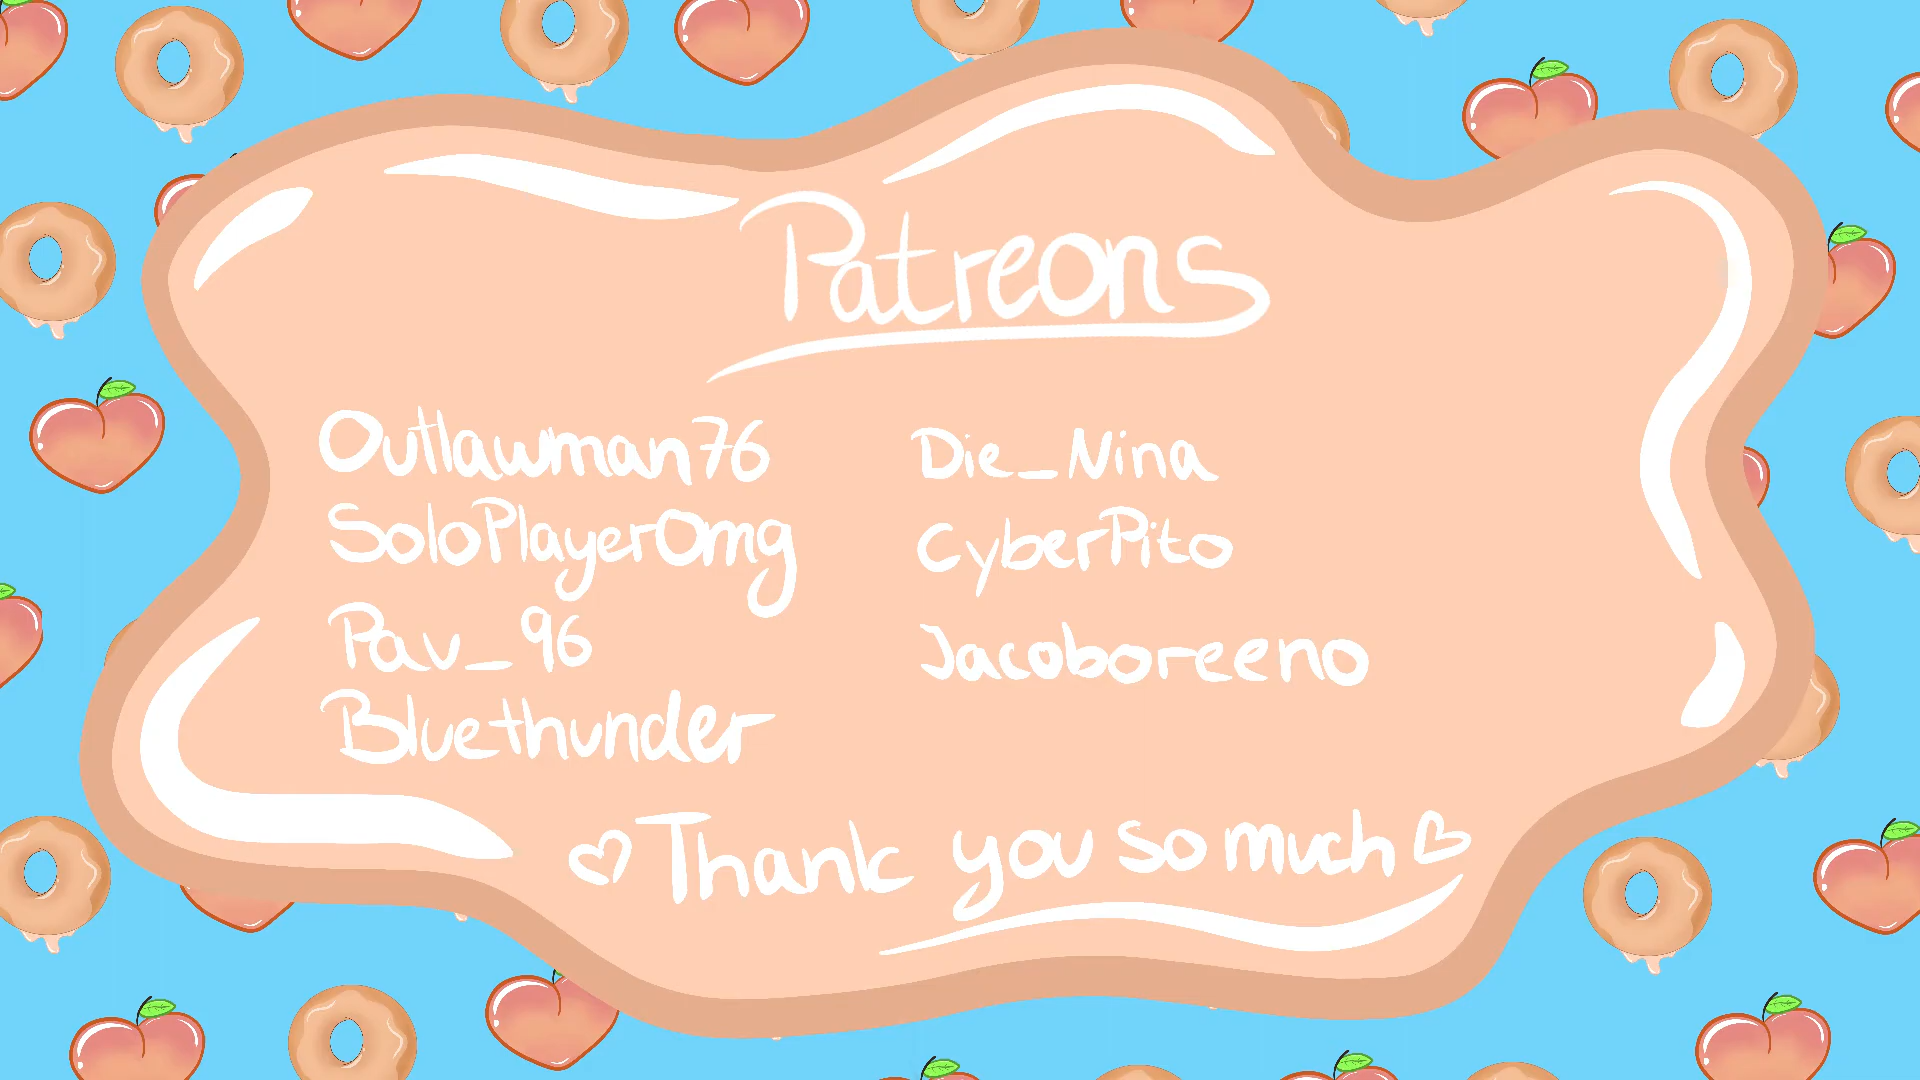 Patreons
Outlawman76
SoloPlayerOmg
Pav_96
Bluethunder
Die_Nina
CyberPito
Jacoboreeno
♡Thank you so much♡